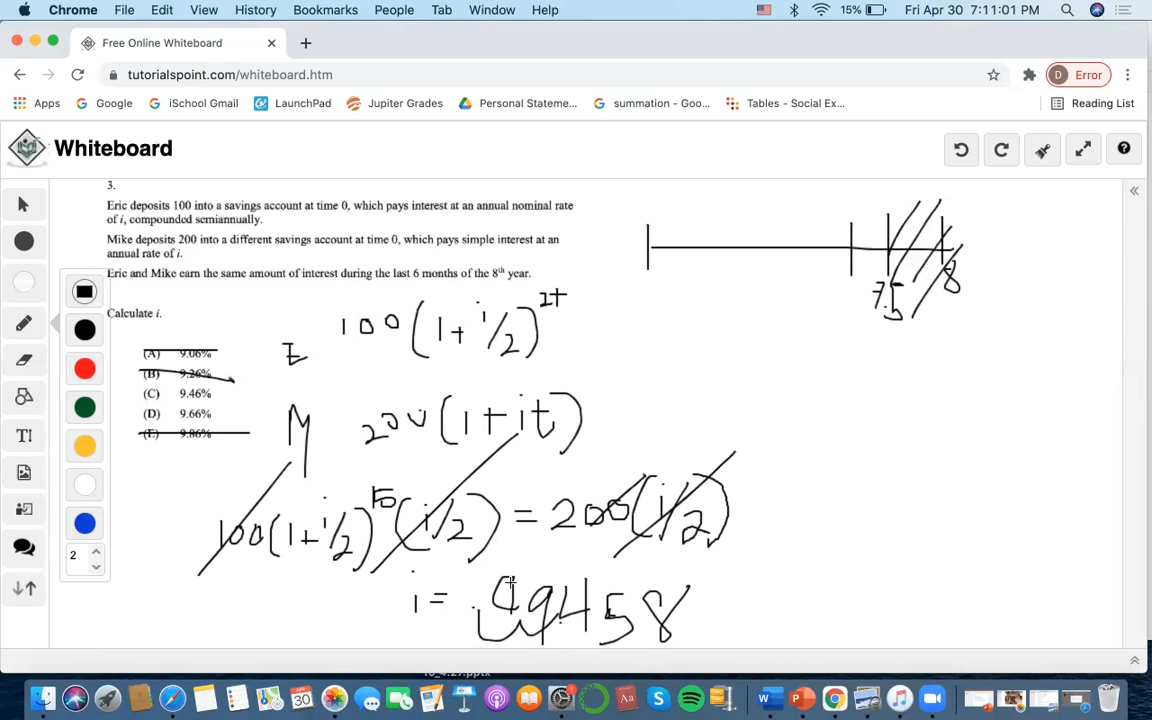 Chrome File Edit View History Bookmarks People Tab Window Help 15% Fri Apr 30 7:11:01 PM
Free Online Whiteboard
tutorialspoint.com/whiteboard.htm D Error
Apps Google iSchool Gmail LaunchPad Jupiter Grades Personal Stateme... summation - Goo... Tables - Social Ex... Reading List
Whiteboard
3.
Eric deposits 100 into a savings account at time 0, which pays interest at an annual nominal rate
of i, compounded semiannually.
Mike deposits 200 into a different savings account at time 0, which pays simple interest at an
annual rate of i.
Eric and Mike earn the same amount of interest during the last 6 months of the 8th year.
Calculate i.
(A) 9.06%
(B) 9.26%
(C) 9.46%
(D) 9.66%
(E) 9.86%
7.5 8
E 100(1+i/2)^2t
M 200(1+it)
100(1+i/2)^15(i/2) = 200(i/2)
i = .09458
2
T